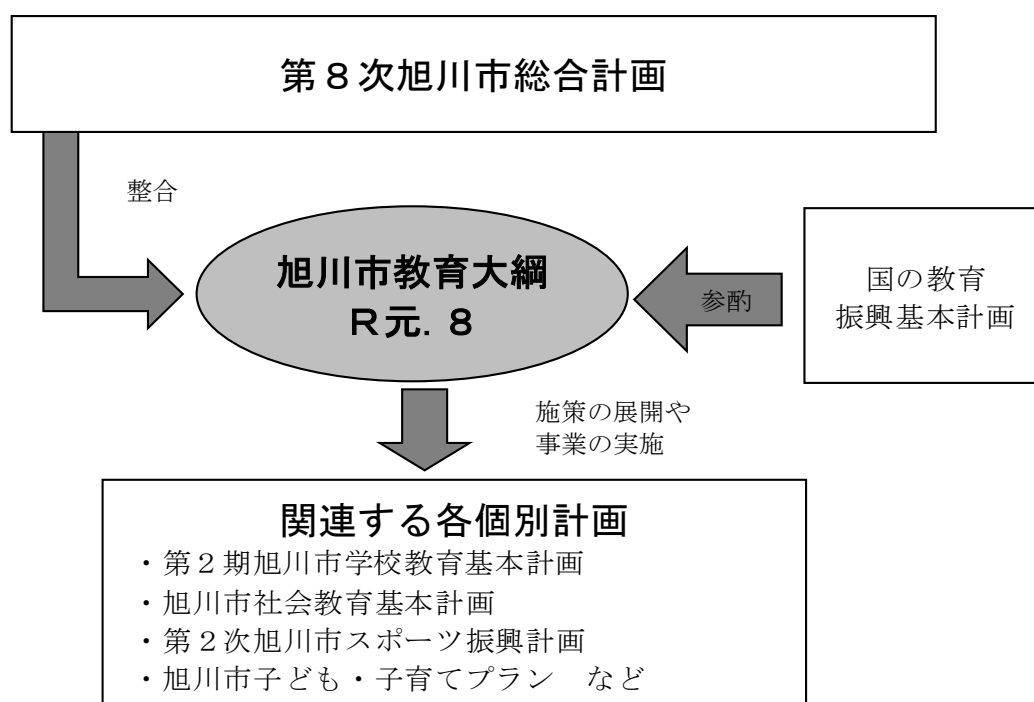 第８次旭川市総合計画
整合
旭川市教育大綱
Ｒ元．８
参酌
国の教育
振興基本計画
施策の展開や
事業の実施
関連する各個別計画
・第２期旭川市学校教育基本計画
・旭川市社会教育基本計画
・第２次旭川市スポーツ振興計画
・旭川市子ども・子育てプラン　など